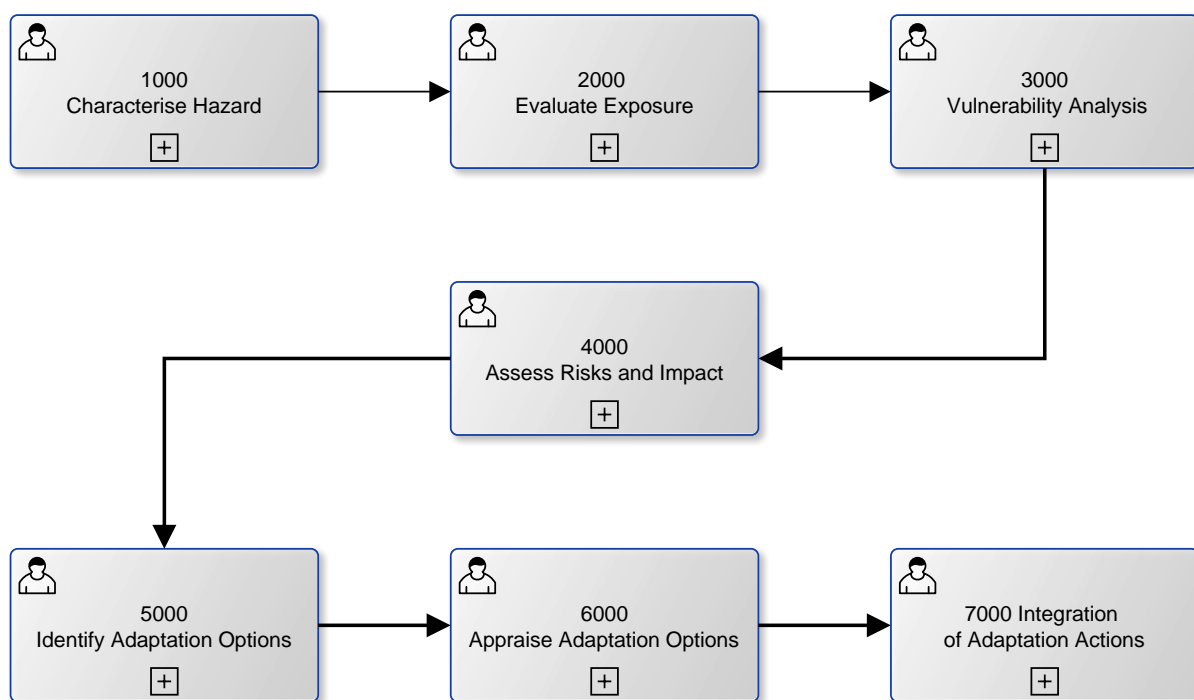 1000
Characterise Hazard
2000
Evaluate Exposure
3000
Vulnerability Analysis
4000
Assess Risks and Impact
5000
Identify Adaptation Options
6000
Appraise Adaptation Options
7000 Integration
of Adaptation Actions